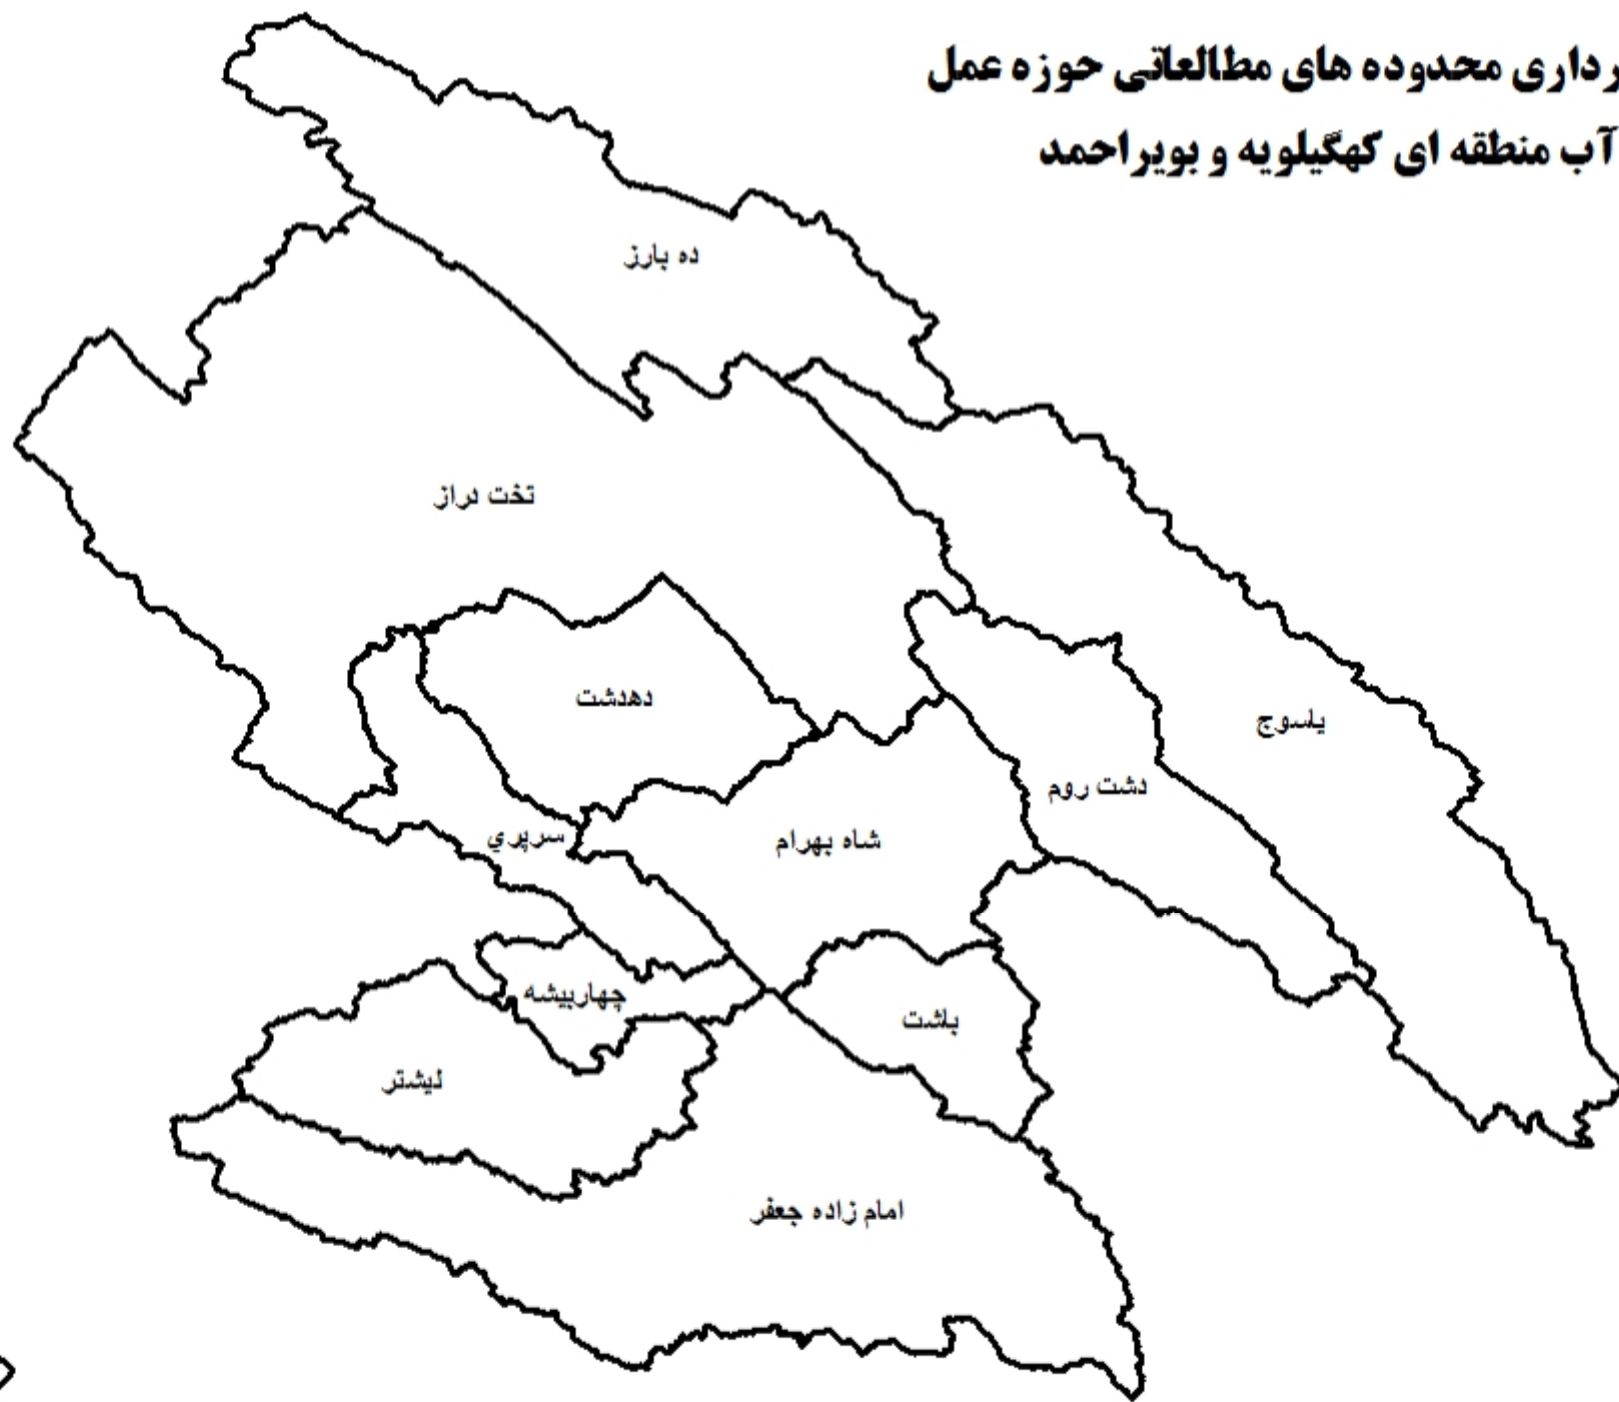 رداری محدوده های مطالعاتی حوزه عمل
آب منطقه ای کهگیلویه و بویراحمد
ده بارز
تخت دراز
دهدشت
یاسوج
دشت روم
سرپري
شاه بهرام
چهاربیشه
باشت
لیشتر
امام زاده جعفر